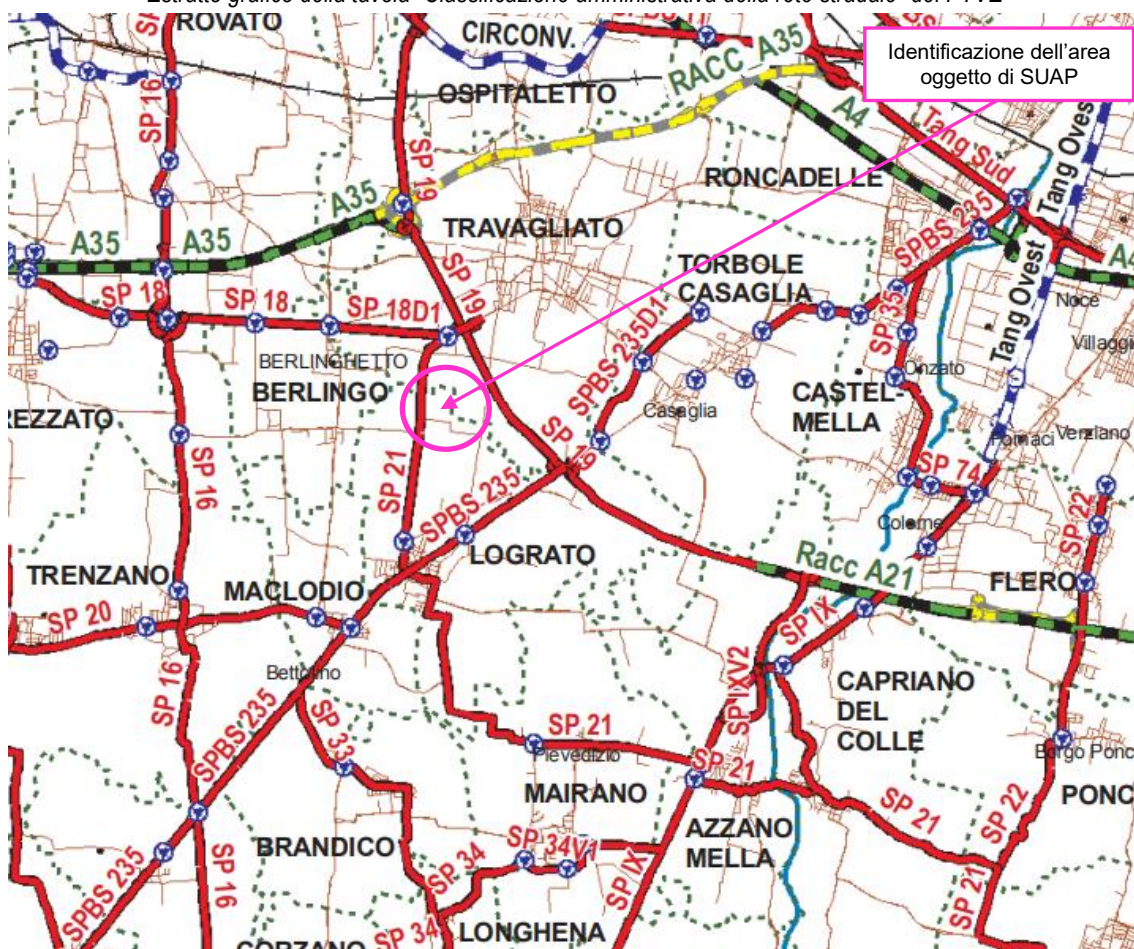 Estratto grafico della tavola "Classificazione amministrativa della rete stradale" del PTVE
ROVATO
CIRCONV.
Identificazione dell'area
oggetto di SUAP
RACC A35
SP 16
OSPITALETTO
A4
Tang Sud
Tang Ovest
SP 19
RONCADELLE
A35
TRAVAGLIATO
SPBS 235
A35
A35
TORBOLE
CASAGLIA
Tang Ovest
A4
SP 18
SP 18
SP 18D1
SP 19
SPBS 235D1
SP 35
Noce
BERLINGHETTO
Villaggi
BERLINGO
Onzato
CASTEL-
MELLA
REZZATO
Casaglia
Fornaci
Verziano
SP 16
SP 21
SP 19
SP 74
SP 22
SPBS 235
Colorne
LOGRATO
Racc A21
TRENZANO
MACLODIO
FLERO
SP 20
SP IX
SP 16
Bettolino
SP IXV2
CAPRIANO
DEL
COLLE
SPBS 235
SP 33
SP 21
Pievedizio
SP 21
Borgo Ponc
MAIRANO
PONC
SP 21
SP 22
AZZANO
MELLA
BRANDICO
SP 34V1
SP 34
SP IX
SPBS 235
SP 16
SP 21
SP 34
LONGHENA
CORZANO